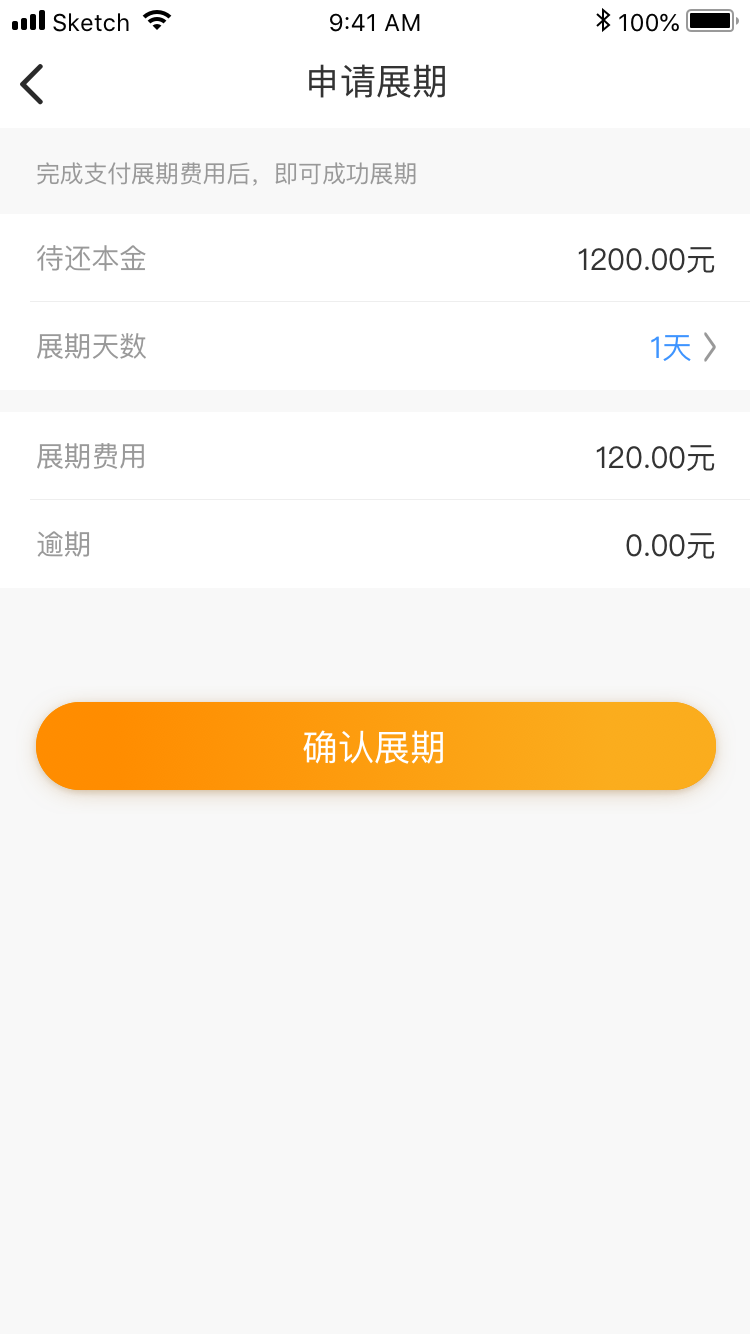 Sketch 9:41 AM 100%
申请展期
完成支付展期费用后，即可成功展期
待还本金 1200.00元
展期天数 1天
展期费用 120.00元
逾期 0.00元
确认展期